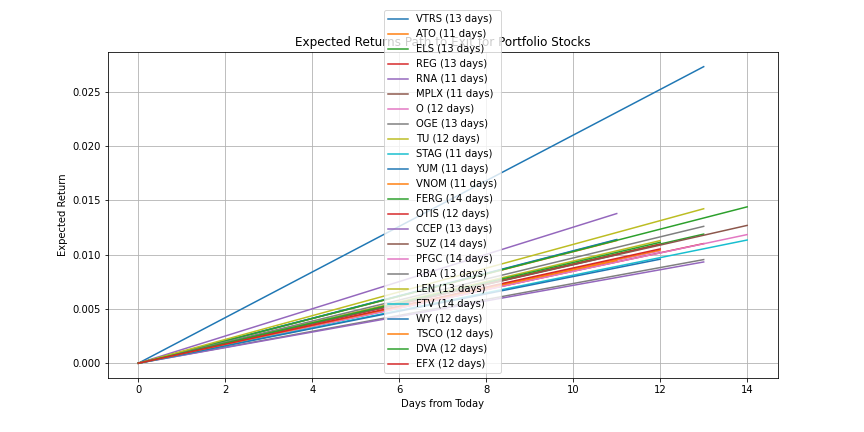 Expected Returns Path to Exit for Portfolio Stocks
VTRS (13 days)
ATO (11 days)
ELS (13 days)
REG (13 days)
RNA (11 days)
MPLX (11 days)
O (12 days)
OGE (13 days)
TU (12 days)
STAG (11 days)
YUM (11 days)
VNOM (11 days)
FERG (14 days)
OTIS (12 days)
CCEP (13 days)
SUZ (14 days)
PFGC (14 days)
RBA (13 days)
LEN (13 days)
FTV (14 days)
WY (12 days)
TSCO (12 days)
DVA (12 days)
EFX (12 days)
Expected Return
0.025
0.020
0.015
0.010
0.005
0.000
0 2 4 6 8 10 12 14
Days from Today